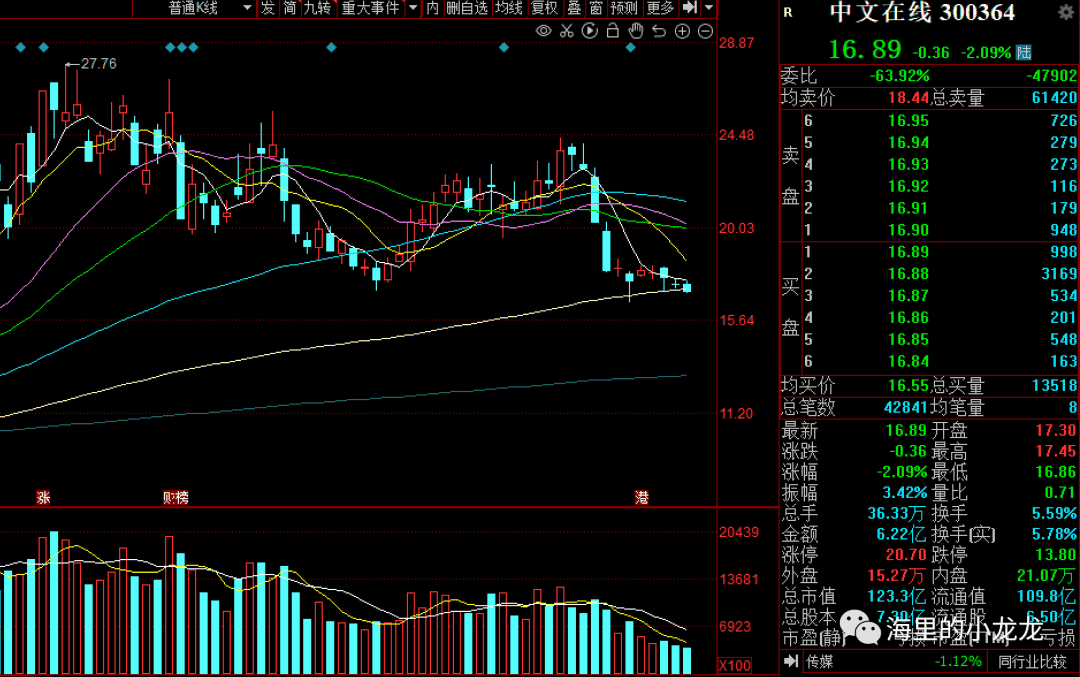 普通K线 发 简 九转 重大事件 内 删自选 均线 复权 叠 窗 预测 更多
R 中文在线 300364
16.89 -0.36 -2.09% 陆
28.87
24.48
20.03
15.64
11.20
27.76
涨 财 榜 港
20439
13681
6923
X100
委比 -63.92% -47902
均卖价 18.44 总卖量 61420
卖盘
6 16.95 726
5 16.94 279
4 16.93 273
3 16.92 116
2 16.91 179
1 16.90 948
买盘
1 16.89 998
2 16.88 3169
3 16.87 534
4 16.86 201
5 16.85 548
6 16.84 163
均买价 16.55 总买量 13518
总笔数 42841 均笔量 8
最新 16.89 开盘 17.30
涨跌 -0.36 最高 17.45
涨幅 -2.09% 最低 16.86
振幅 3.42% 量比 0.71
总手 36.33万 换手 5.59%
金额 6.22亿 换手(实) 5.78%
涨停 20.70 跌停 13.80
外盘 15.27万 内盘 21.07万
总市值 123.3亿 流通值 109.8亿
总股本 7.30亿 流通股 6.50亿
市盈(静) 亏损
海里的小龙龙
传媒 -1.12% 同行业比较